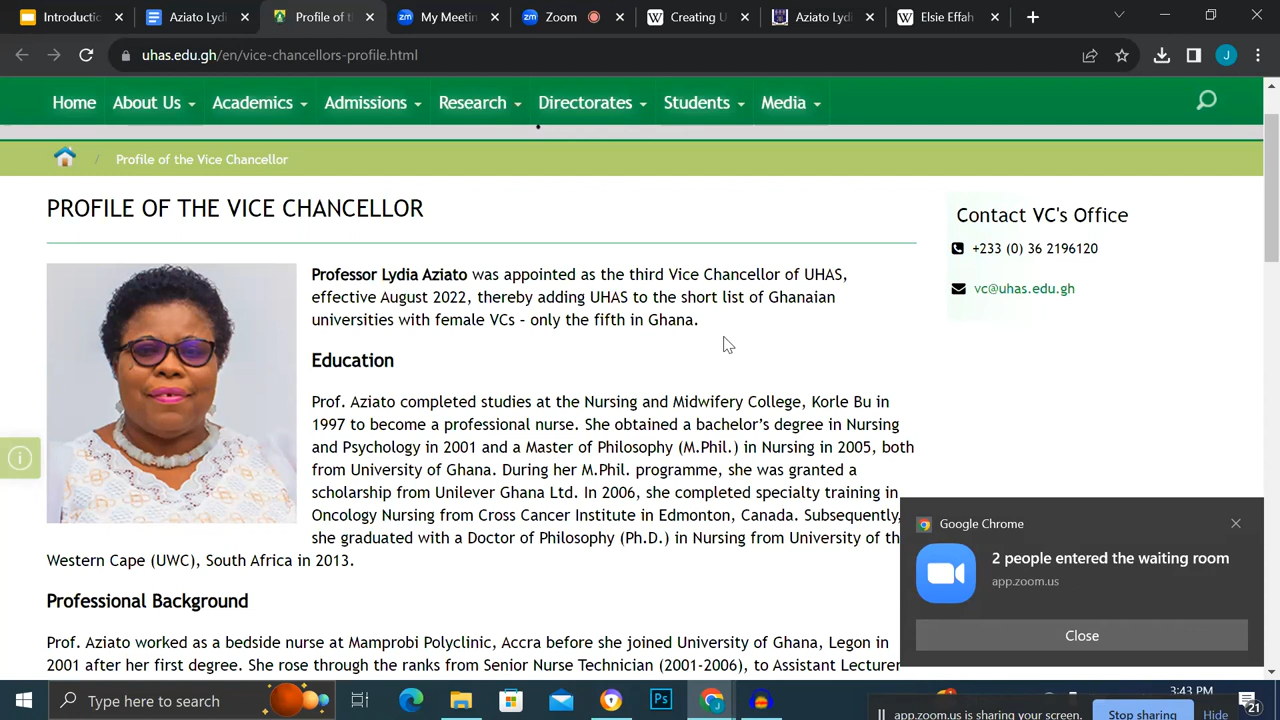 Introductic
Aziato Lydi
Profile of t
My Meetin
Zoom
Creating U
Aziato Lydi
Elsie Effah
uhas.edu.gh/en/vice-chancellors-profile.html
J
Home About Us Academics Admissions Research Directorates Students Media
/ Profile of the Vice Chancellor
PROFILE OF THE VICE CHANCELLOR
Professor Lydia Aziato was appointed as the third Vice Chancellor of UHAS,
effective August 2022, thereby adding UHAS to the short list of Ghanaian
universities with female VCs - only the fifth in Ghana.
Education
Prof. Aziato completed studies at the Nursing and Midwifery College, Korle Bu in
1997 to become a professional nurse. She obtained a bachelor’s degree in Nursing
and Psychology in 2001 and a Master of Philosophy (M.Phil.) in Nursing in 2005, both
from University of Ghana. During her M.Phil. programme, she was granted a
scholarship from Unilever Ghana Ltd. In 2006, she completed specialty training in
Oncology Nursing from Cross Cancer Institute in Edmonton, Canada. Subsequently,
she graduated with a Doctor of Philosophy (Ph.D.) in Nursing from University of th
Western Cape (UWC), South Africa in 2013.
Professional Background
Prof. Aziato worked as a bedside nurse at Mamprobi Polyclinic, Accra before she joined University of Ghana, Legon in
2001 after her first degree. She rose through the ranks from Senior Nurse Technician (2001-2006), to Assistant Lecturer
Contact VC's Office
+233 (0) 36 2196120
vc@uhas.edu.gh
Google Chrome
2 people entered the waiting room
app.zoom.us
Close
Type here to search
Ps
3:43 PM
21
app.zoom.us is sharing your screen.
Stop sharing
Hide